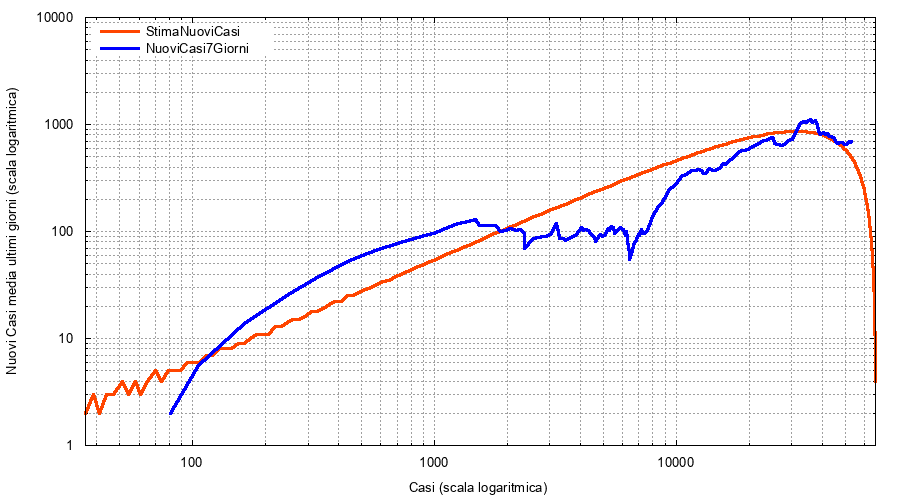 10000
StimaNuoviCasi
NuoviCasi7Giorni
1000
100
10
1
100
1000
10000
Nuovi Casi media ultimi giorni (scala logaritmica)
Casi (scala logaritmica)